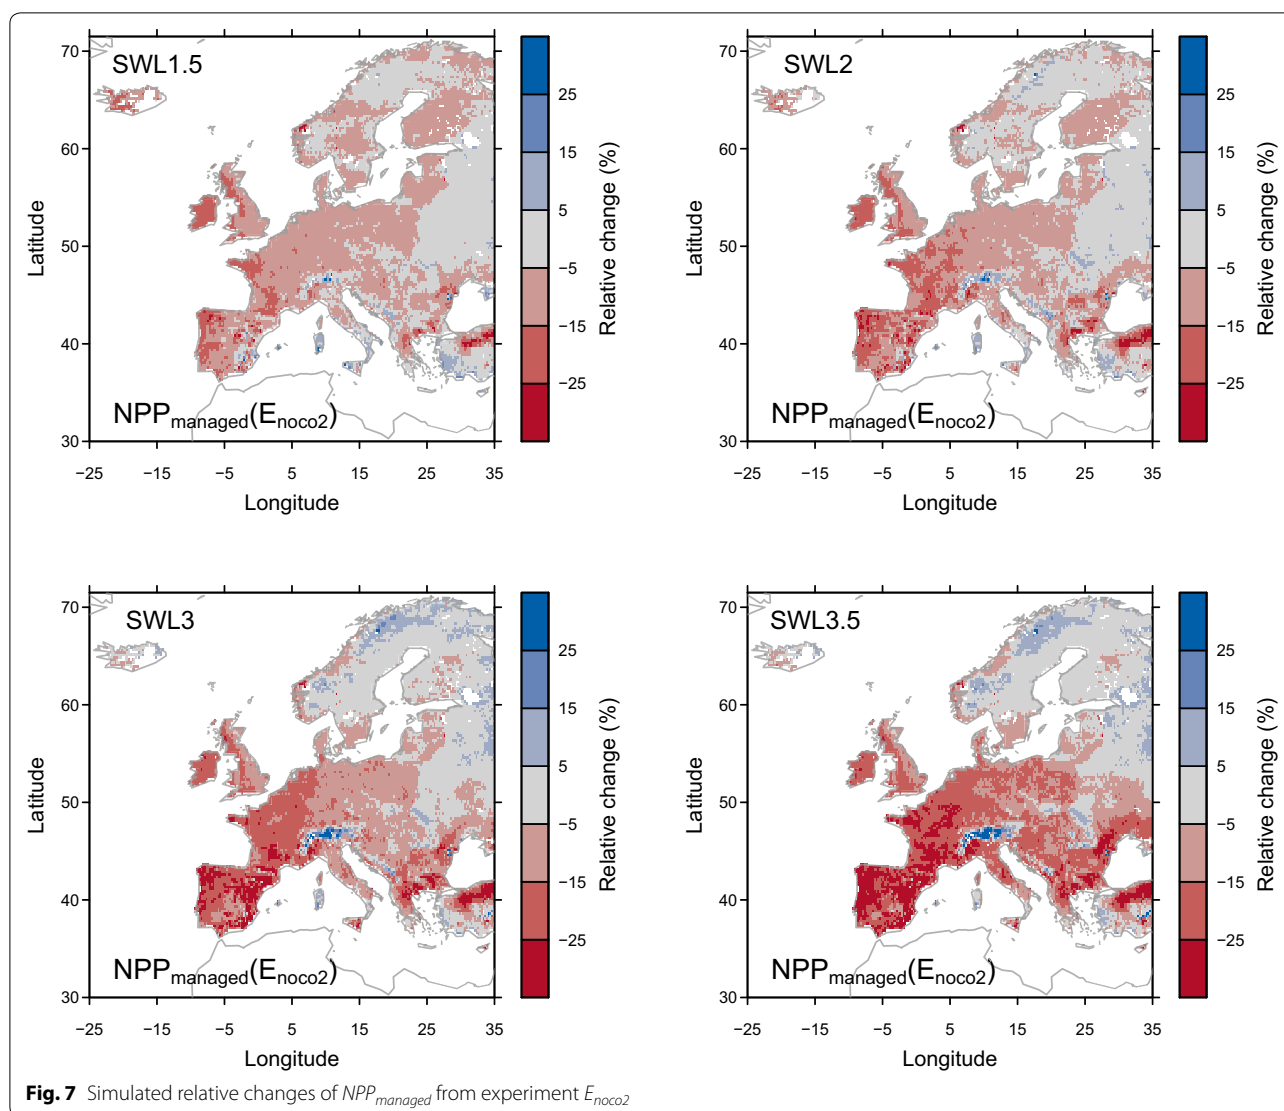 SWL1.5
70
60
50
40
30
Latitude
−25 −15 −5 5 15 25 35
Longitude
25
15
5
−5
−15
−25
Relative change (%)
NPPmanaged(Enoco2)
SWL2
70
60
50
40
30
Latitude
−25 −15 −5 5 15 25 35
Longitude
25
15
5
−5
−15
−25
Relative change (%)
NPPmanaged(Enoco2)
SWL3
70
60
50
40
30
Latitude
−25 −15 −5 5 15 25 35
Longitude
25
15
5
−5
−15
−25
Relative change (%)
NPPmanaged(Enoco2)
SWL3.5
70
60
50
40
30
Latitude
−25 −15 −5 5 15 25 35
Longitude
25
15
5
−5
−15
−25
Relative change (%)
NPPmanaged(Enoco2)
Fig. 7 Simulated relative changes of NPPmanaged from experiment Enoco2